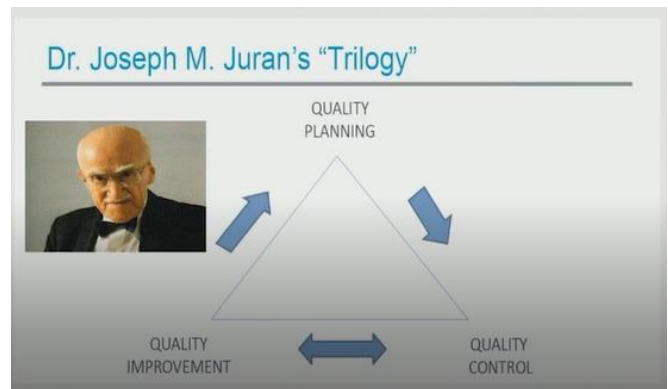 Dr. Joseph M. Juran's “Trilogy”
QUALITY
PLANNING
QUALITY
IMPROVEMENT
QUALITY
CONTROL